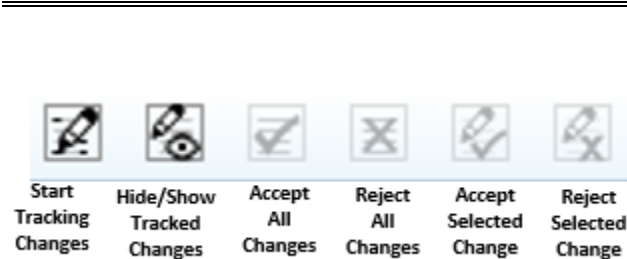 Start Tracking Changes
Hide/Show Tracked Changes
Accept All Changes
Reject All Changes
Accept Selected Change
Reject Selected Change